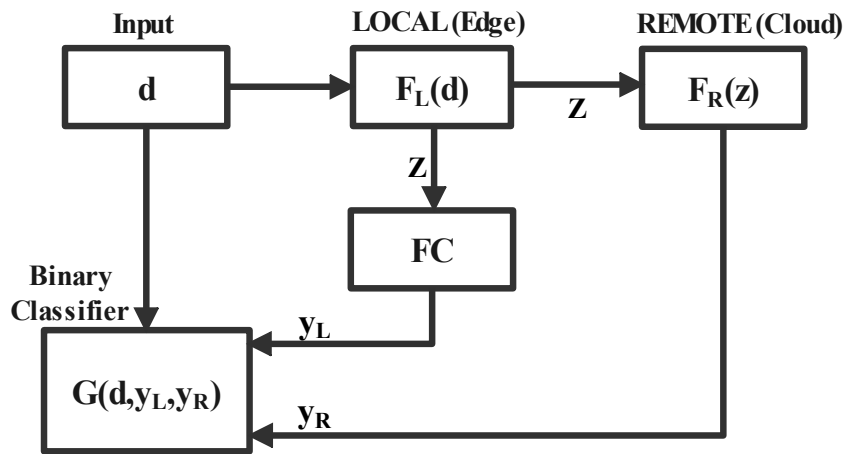 Input
LOCAL (Edge)
REMOTE (Cloud)
d
F_L(d)
Z
F_R(z)
Z
FC
Binary
Classifier
y_L
G(d,y_L,y_R)
y_R